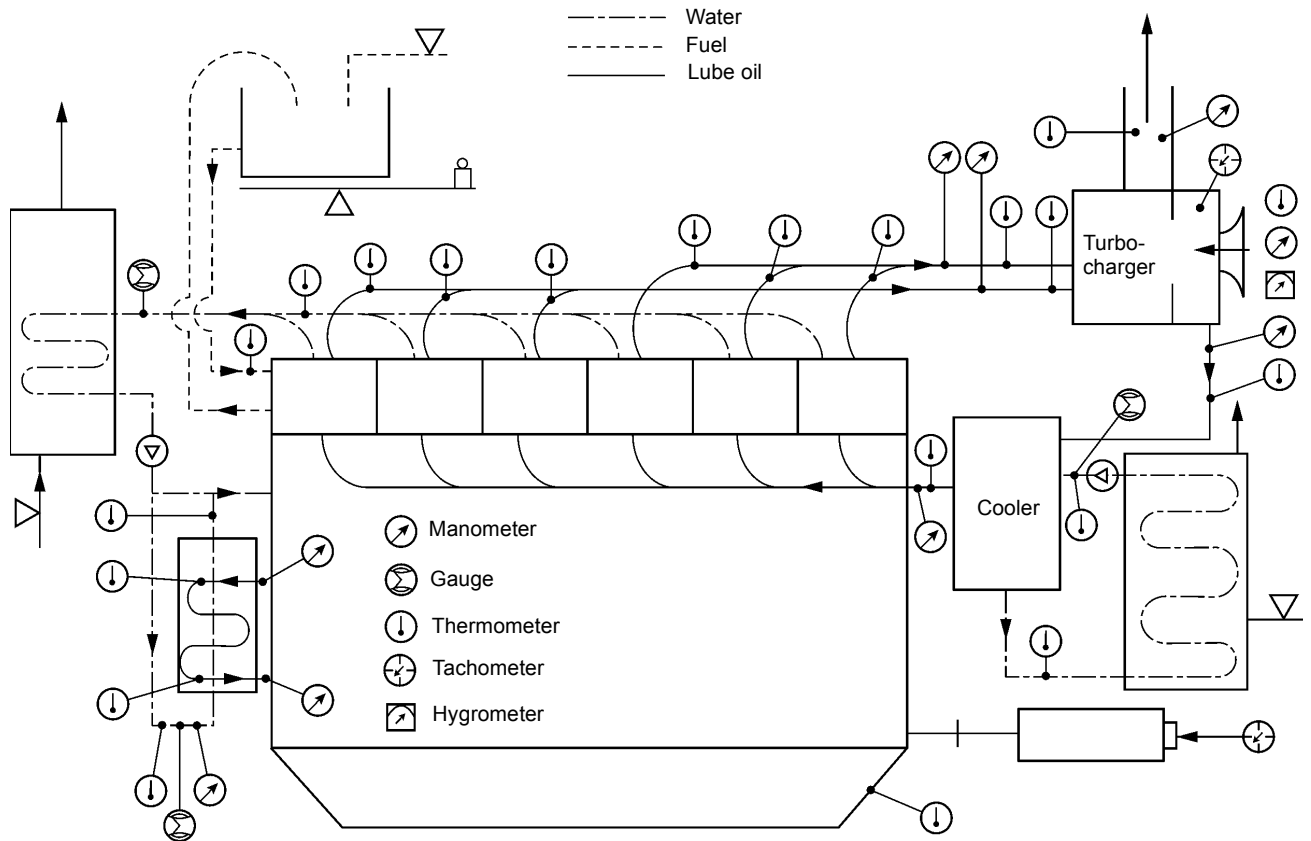 Water
Fuel
Lube oil
Turbo-
charger
Cooler
Manometer
Gauge
Thermometer
Tachometer
Hygrometer